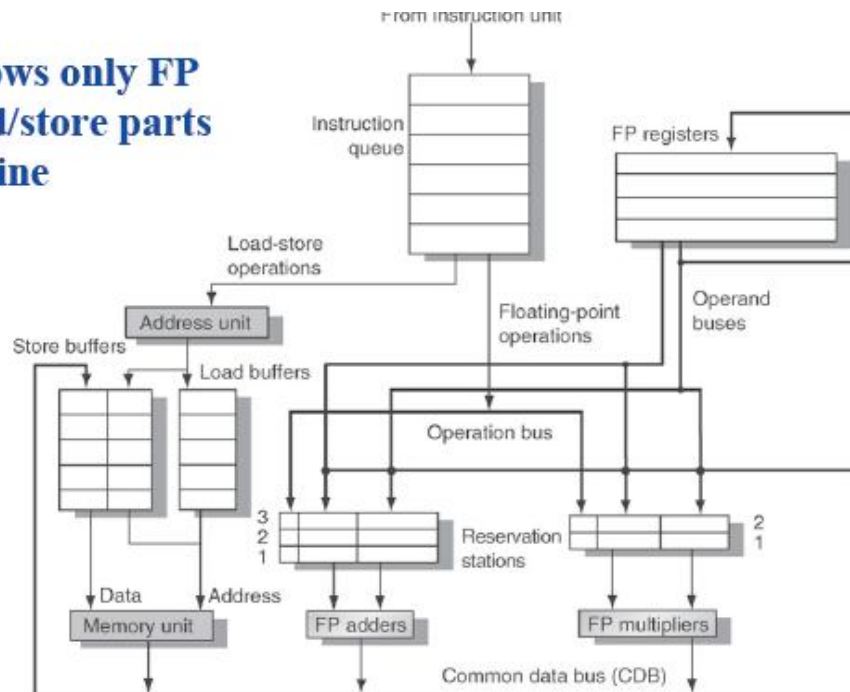 From instruction unit
ows only FP
d/store parts
ine
Instruction
queue
FP registers
Load-store
operations
Address unit
Floating-point
operations
Operand
buses
Store buffers
Load buffers
Operation bus
3
2
1
Reservation
stations
2
1
Data
Address
Memory unit
FP adders
FP multipliers
Common data bus (CDB)